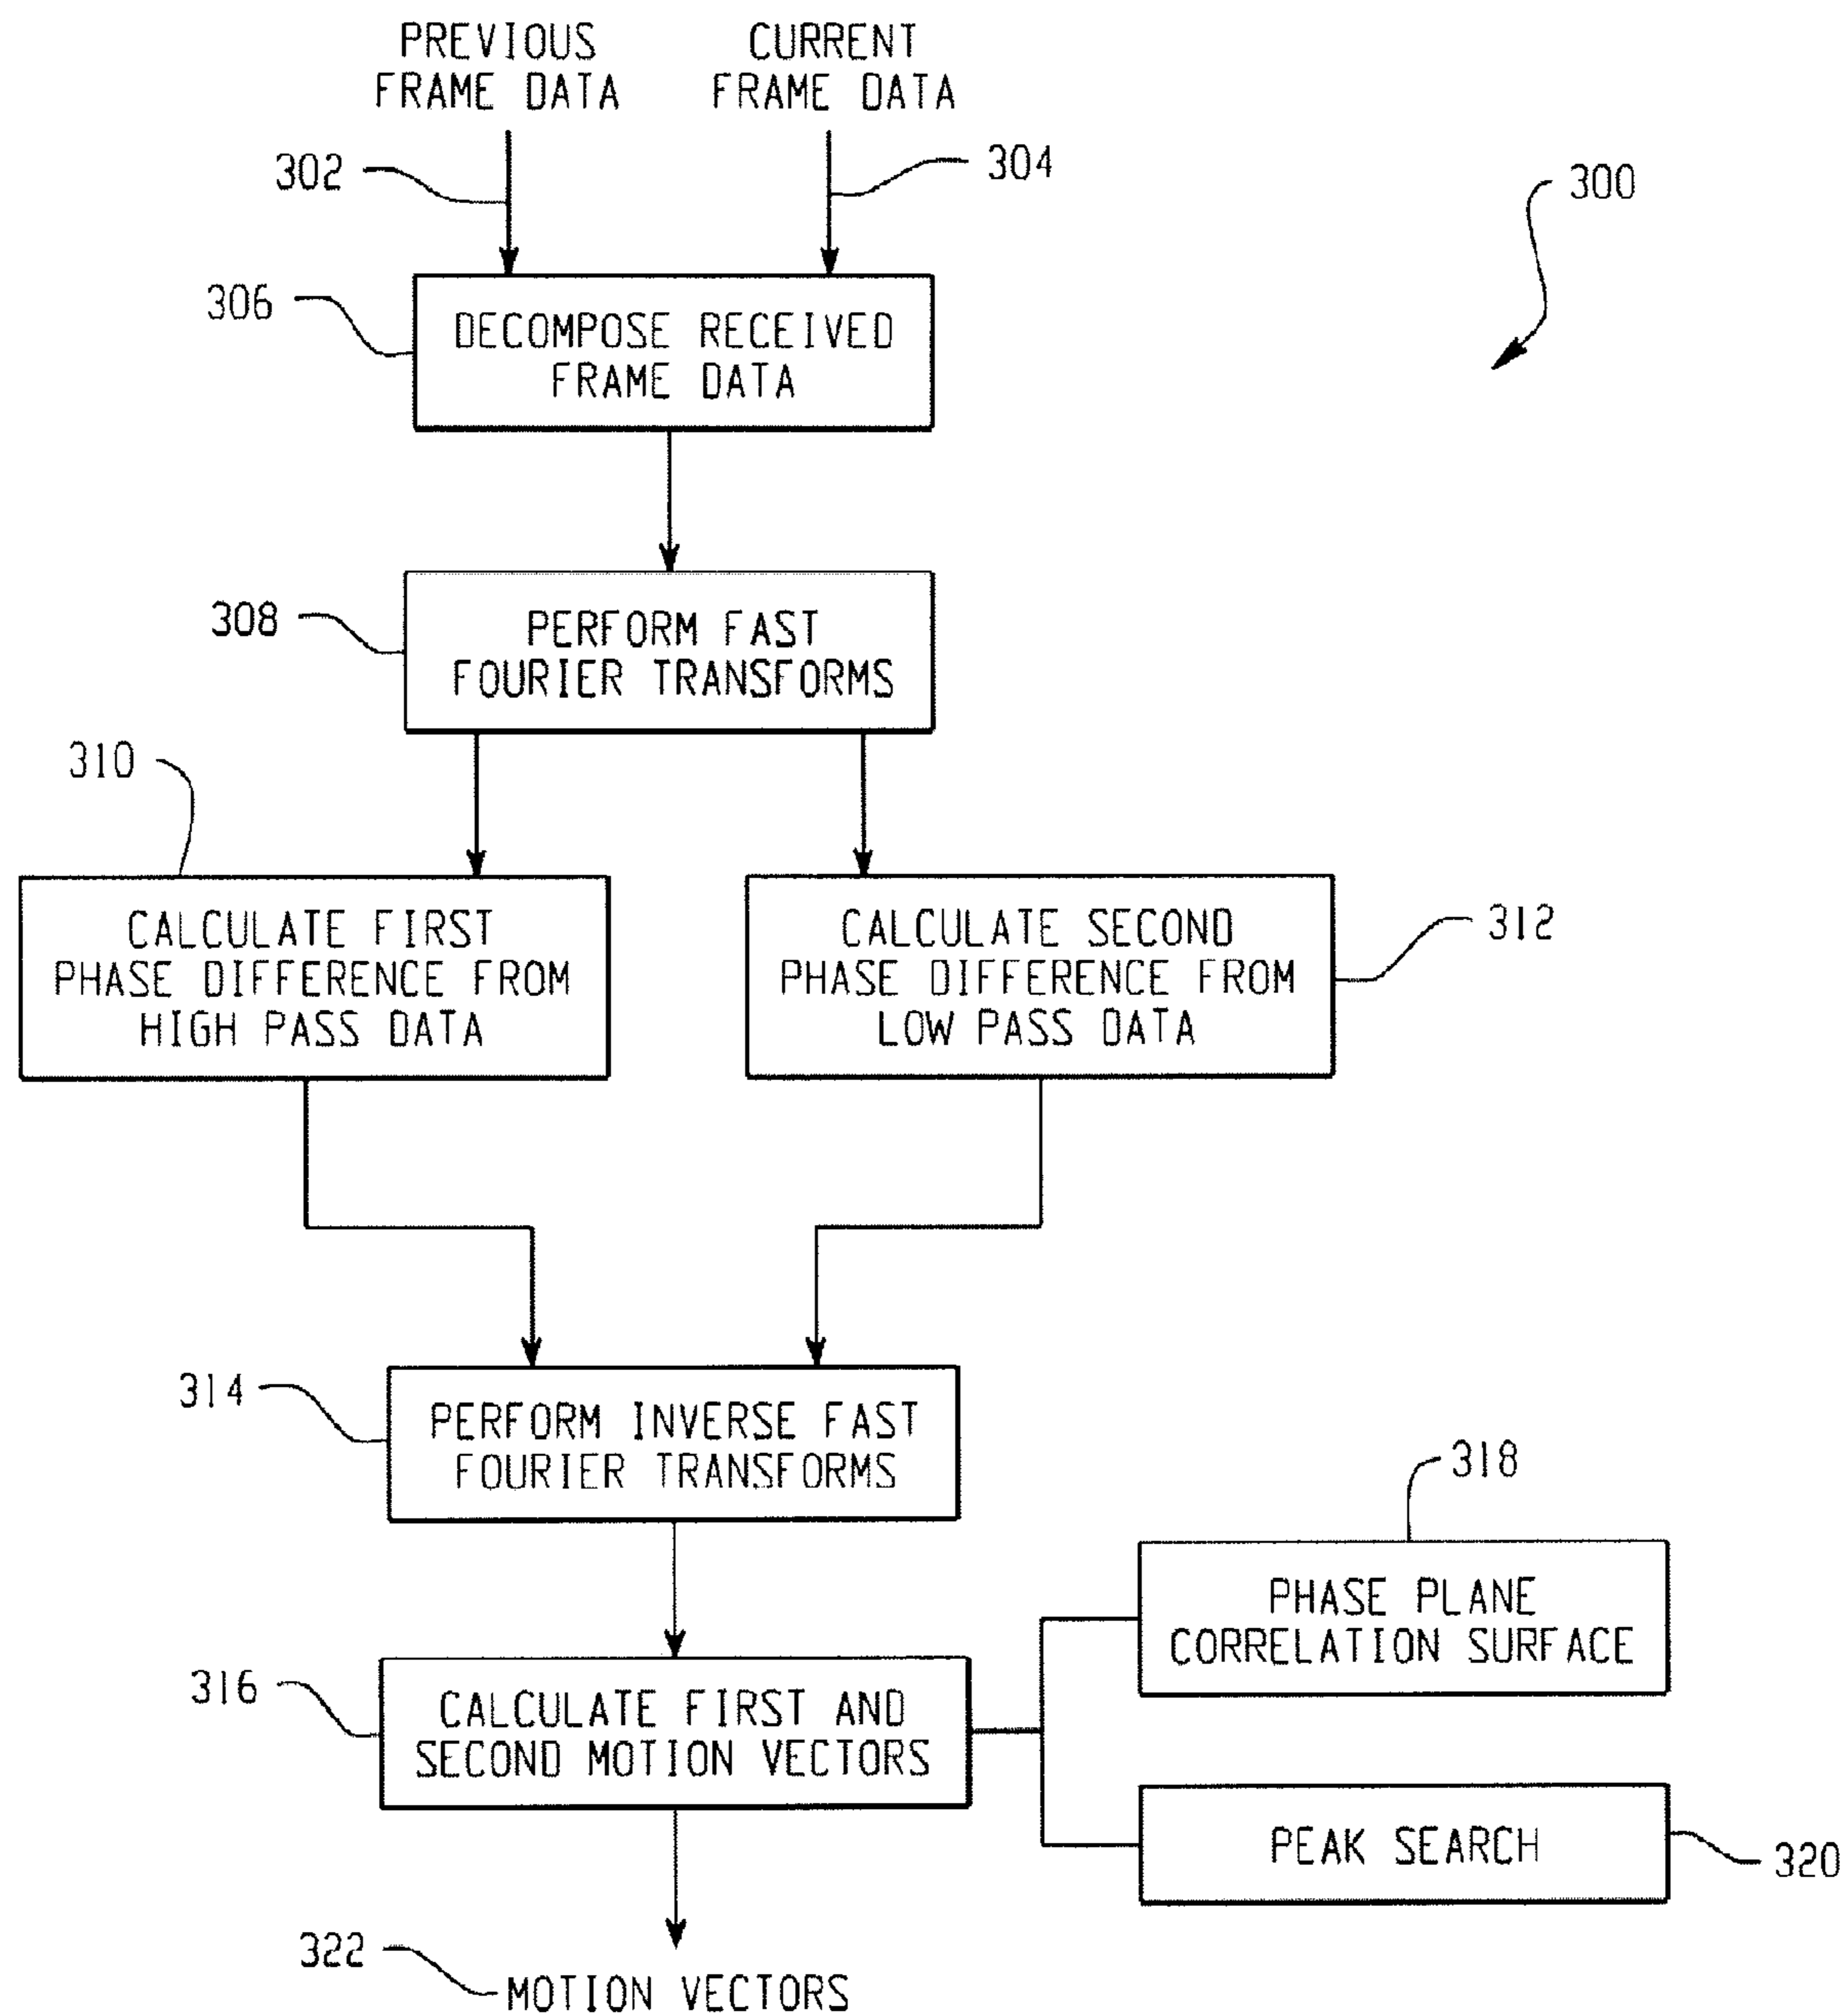 PREVIOUS
FRAME DATA
CURRENT
FRAME DATA
302
304
300
306
DECOMPOSE RECEIVED
FRAME DATA
308
PERFORM FAST
FOURIER TRANSFORMS
310
CALCULATE FIRST
PHASE DIFFERENCE FROM
HIGH PASS DATA
CALCULATE SECOND
PHASE DIFFERENCE FROM
LOW PASS DATA
312
314
PERFORM INVERSE FAST
FOURIER TRANSFORMS
318
PHASE PLANE
CORRELATION SURFACE
316
CALCULATE FIRST AND
SECOND MOTION VECTORS
PEAK SEARCH
320
322
MOTION VECTORS